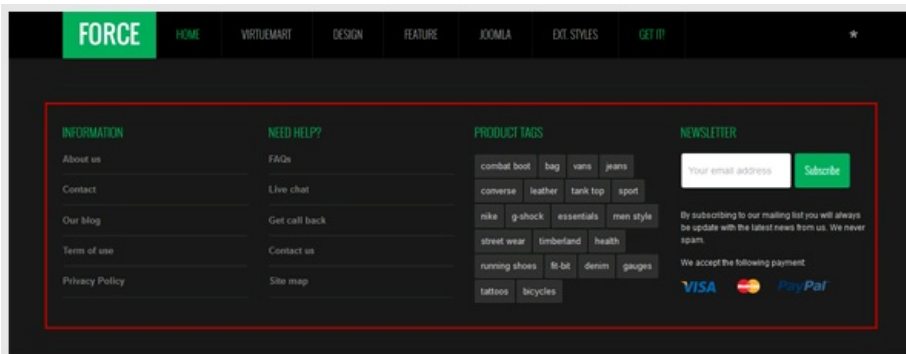 FORCE HOME VIRTUEMART DESIGN FEATURE JOOMLA EXT. STYLES GET IT!
INFORMATION
About us
Contact
Our blog
Term of use
Privacy Policy
NEED HELP?
FAQs
Live chat
Get call back
Contact us
Site map
PRODUCT TAGS
combat boot bag vans jeans
converse leather tank top sport
nike g-shock essentials men style
street wear timberland health
running shoes fit-bit denim gauges
tattoos bicycles
NEWSLETTER
Your email address Subscribe
By subscribing to our mailing list you will always
be update with the latest news from us. We never
spam.
We accept the following payment:
VISA PayPal